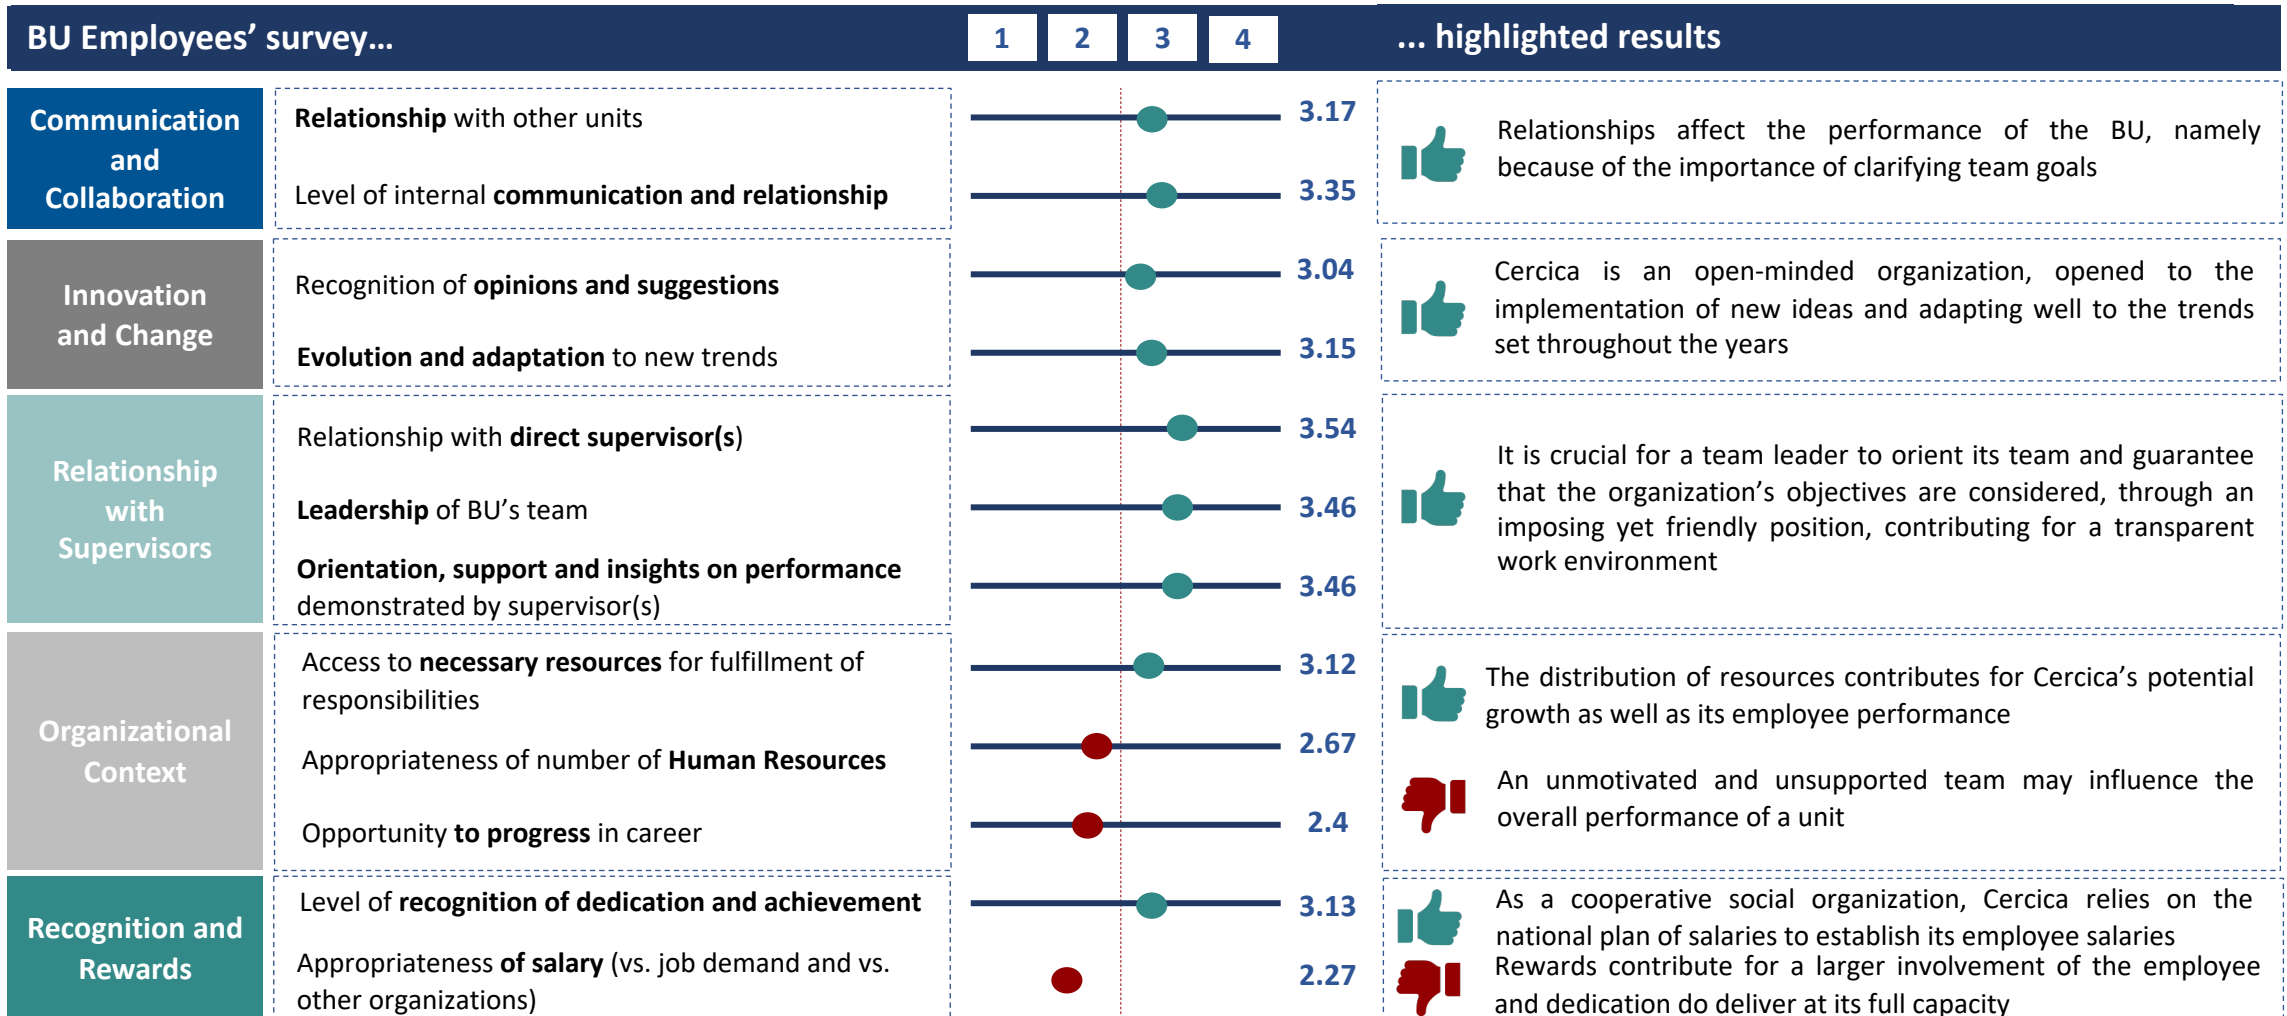 BU Employees’ survey…
1 2 3 4
... highlighted results
Communication
and
Collaboration
Relationship with other units
3.17
Level of internal communication and relationship
3.35
Relationships affect the performance of the BU, namely
because of the importance of clarifying team goals
Innovation
and Change
Recognition of opinions and suggestions
3.04
Evolution and adaptation to new trends
3.15
Cercica is an open-minded organization, opened to the
implementation of new ideas and adapting well to the trends
set throughout the years
Relationship
with
Supervisors
Relationship with direct supervisor(s)
3.54
Leadership of BU’s team
3.46
Orientation, support and insights on performance
demonstrated by supervisor(s)
3.46
It is crucial for a team leader to orient its team and guarantee
that the organization’s objectives are considered, through an
imposing yet friendly position, contributing for a transparent
work environment
Organizational
Context
Access to necessary resources for fulfillment of
responsibilities
3.12
Appropriateness of number of Human Resources
2.67
Opportunity to progress in career
2.4
The distribution of resources contributes for Cercica’s potential
growth as well as its employee performance
An unmotivated and unsupported team may influence the
overall performance of a unit
Recognition and
Rewards
Level of recognition of dedication and achievement
3.13
Appropriateness of salary (vs. job demand and vs.
other organizations)
2.27
As a cooperative social organization, Cercica relies on the
national plan of salaries to establish its employee salaries
Rewards contribute for a larger involvement of the employee
and dedication do deliver at its full capacity